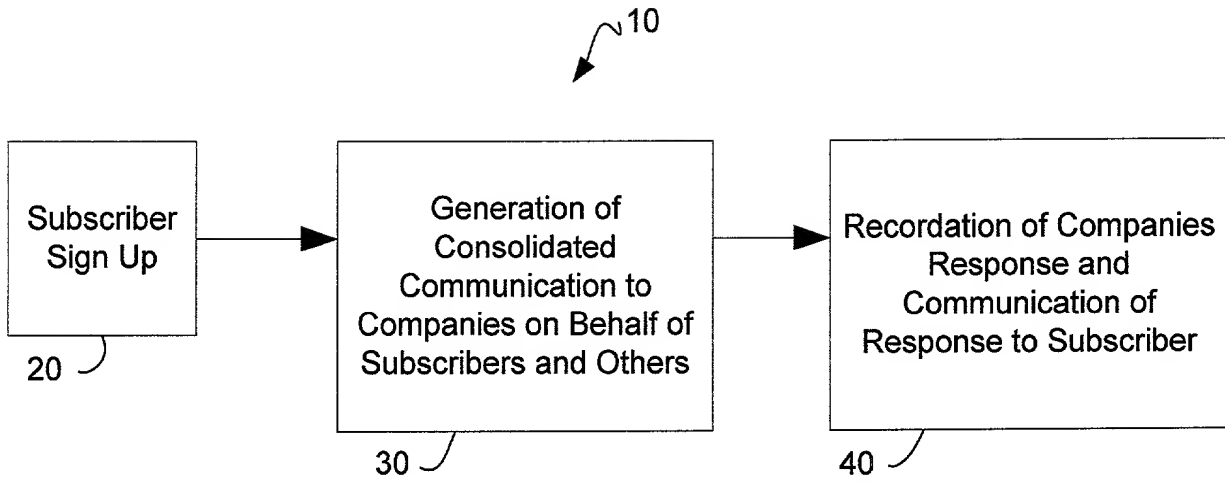 10
Subscriber
Sign Up
20
Generation of
Consolidated
Communication to
Companies on Behalf of
Subscribers and Others
30
Recordation of Companies
Response and
Communication of
Response to Subscriber
40